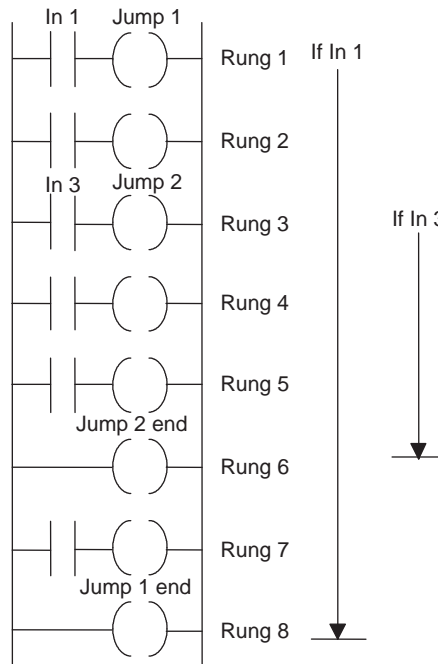 In 1 Jump 1
Rung 1 If In 1
Rung 2
In 3 Jump 2
Rung 3 If In 3
Rung 4
Rung 5
Jump 2 end
Rung 6
Rung 7
Jump 1 end
Rung 8